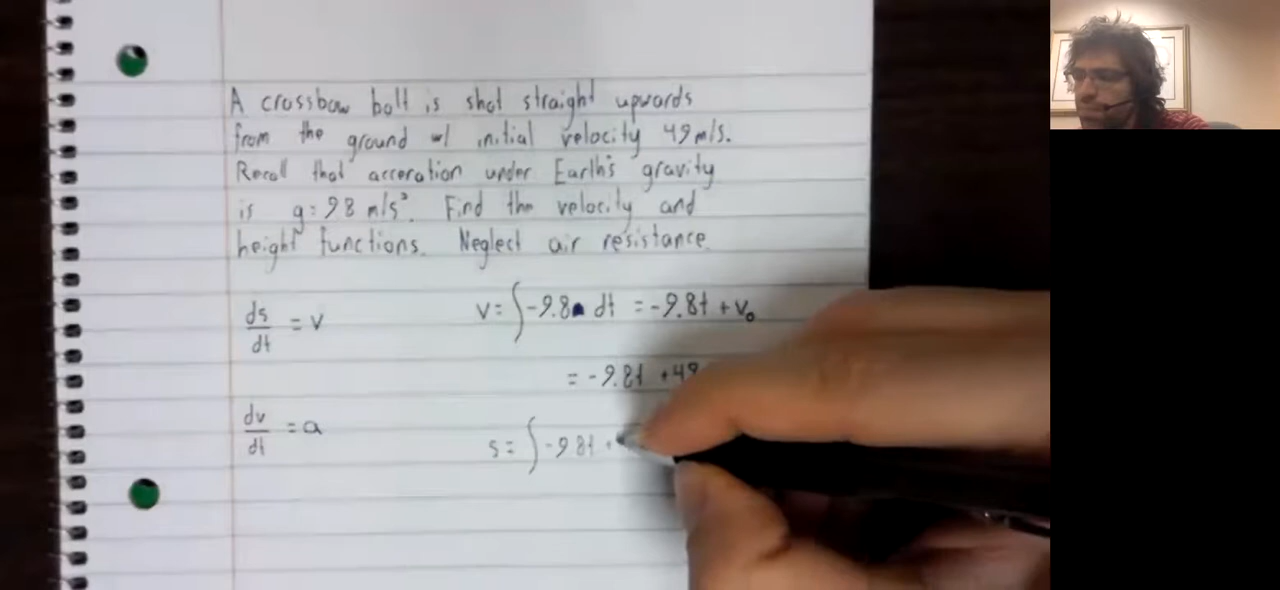 A crossbow bolt is shot straight upwards
from the ground w/ initial velocity 49 m/s.
Recall that acceration under Earth's gravity
is g = 9.8 m/s². Find the velocity and
height functions. Neglect air resistance.
ds/dt = v
v = ∫ -9.8 dt = -9.8t + v₀
= -9.8t + 49
dv/dt = a
s = ∫ -9.8t +